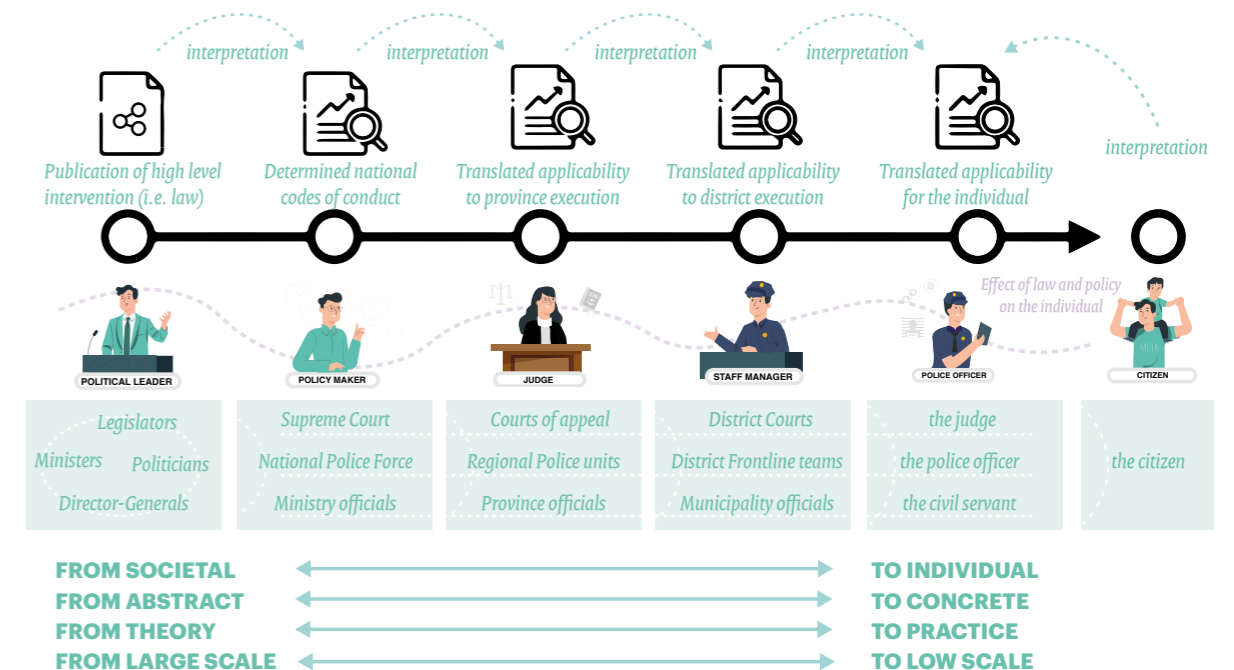 interpretation
interpretation
interpretation
interpretation
interpretation
Publication of high level
intervention (i.e. law)
Determined national
codes of conduct
Translated applicability
to province execution
Translated applicability
to district execution
Translated applicability
for the individual
Effect of law and policy
on the individual
POLITICAL LEADER
POLICY MAKER
JUDGE
STAFF MANAGER
POLICE OFFICER
CITIZEN
Legislators
Ministers
Politicians
Director-Generals
Supreme Court
National Police Force
Ministry officials
Courts of appeal
Regional Police units
Province officials
District Courts
District Frontline teams
Municipality officials
the judge
the police officer
the civil servant
the citizen
FROM SOCIETAL TO INDIVIDUAL
FROM ABSTRACT TO CONCRETE
FROM THEORY TO PRACTICE
FROM LARGE SCALE TO LOW SCALE